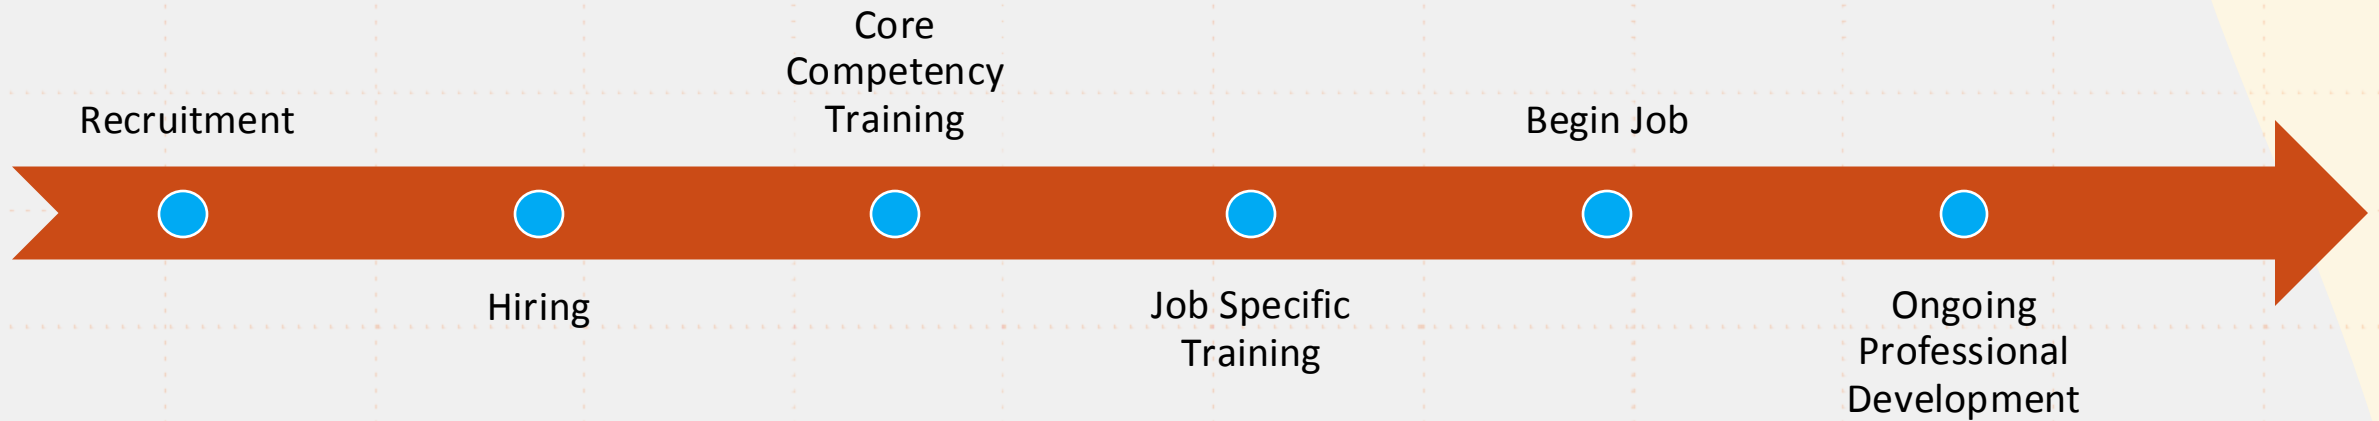 Recruitment
Hiring
Core
Competency
Training
Job Specific
Training
Begin Job
Ongoing
Professional
Development